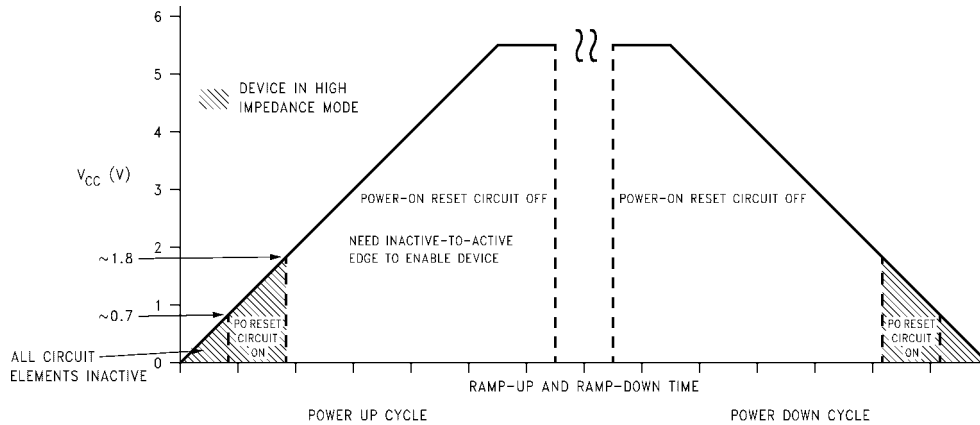 6
5
4
3
2
1
0
V_CC (V)
DEVICE IN HIGH
IMPEDANCE MODE
~1.8
~0.7
ALL CIRCUIT
ELEMENTS INACTIVE
PO RESET
CIRCUIT
ON
POWER-ON RESET CIRCUIT OFF
NEED INACTIVE-TO-ACTIVE
EDGE TO ENABLE DEVICE
POWER-ON RESET CIRCUIT OFF
PO RESET
CIRCUIT
ON
RAMP-UP AND RAMP-DOWN TIME
POWER UP CYCLE
POWER DOWN CYCLE